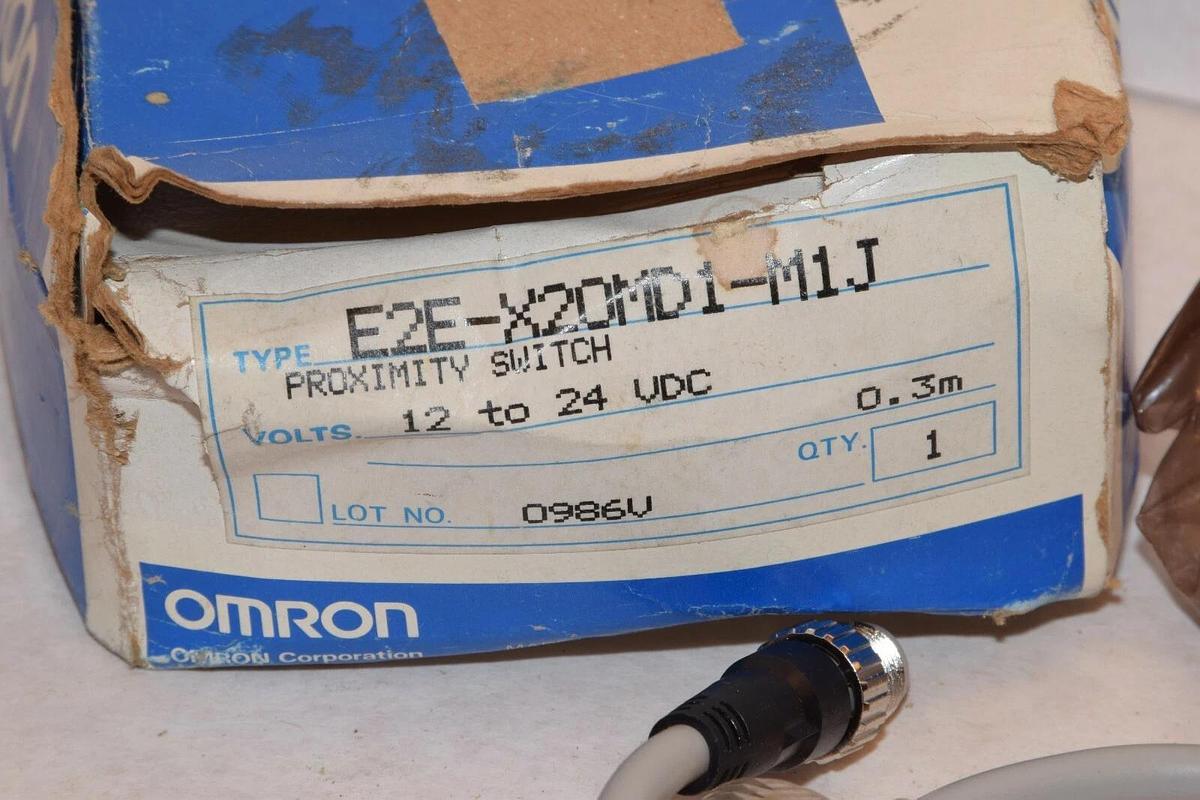 TYPE E2E-X20MD1-M1J
PROXIMITY SWITCH
VOLTS. 12 to 24 VDC 0.3m
QTY. 1
LOT NO. 0986V
OMRON
OMRON Corporation